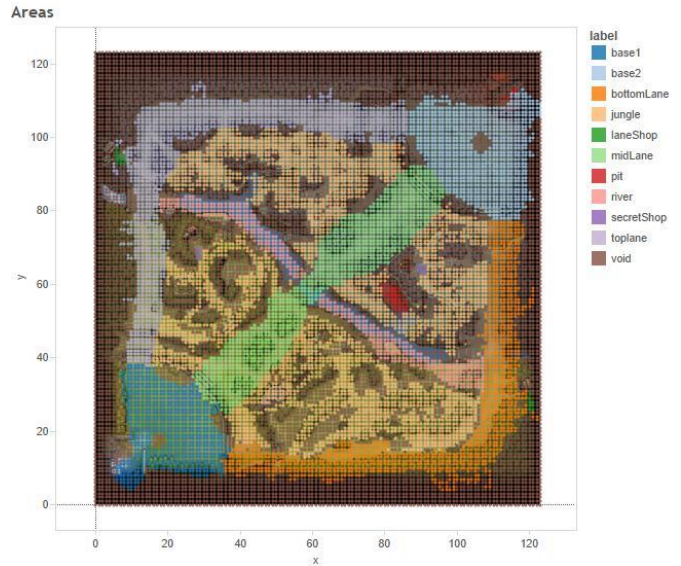 Areas
label
base1
base2
bottomLane
jungle
laneShop
midLane
pit
river
secretShop
toplane
void
120
100
80
60
40
20
0
y
0 20 40 60 80 100 120
x